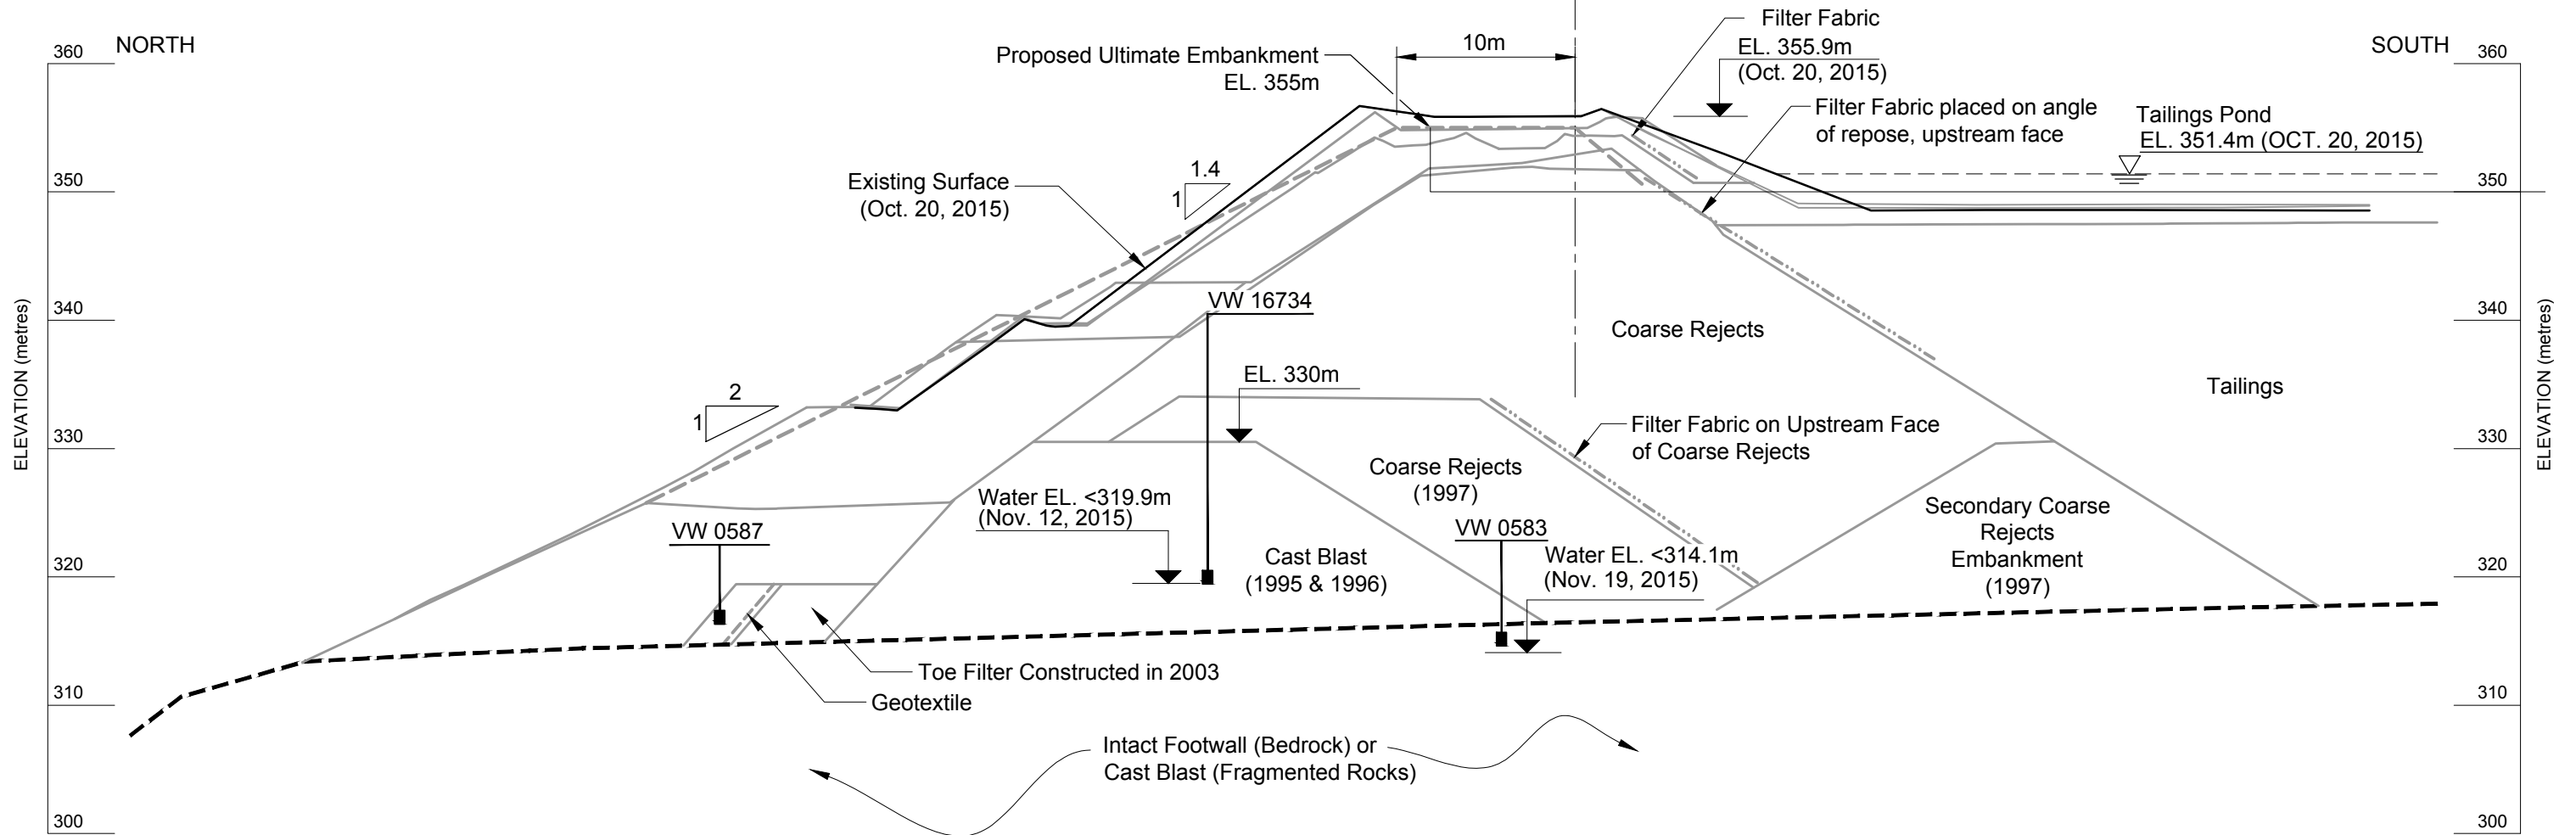 NORTH
SOUTH
360
350
340
330
320
310
300
ELEVATION (metres)
Proposed Ultimate Embankment
EL. 355m
10m
Filter Fabric
EL. 355.9m
(Oct. 20, 2015)
Filter Fabric placed on angle
of repose, upstream face
Tailings Pond
EL. 351.4m (OCT. 20, 2015)
1.4
1
Existing Surface
(Oct. 20, 2015)
VW 16734
Coarse Rejects
Tailings
EL. 330m
2
1
Filter Fabric on Upstream Face
of Coarse Rejects
Coarse Rejects
(1997)
Water EL. <319.9m
(Nov. 12, 2015)
Secondary Coarse
Rejects
Embankment
(1997)
VW 0587
VW 0583
Cast Blast
(1995 & 1996)
Water EL. <314.1m
(Nov. 19, 2015)
Toe Filter Constructed in 2003
Geotextile
Intact Footwall (Bedrock) or
Cast Blast (Fragmented Rocks)
360
350
340
330
320
310
300
ELEVATION (metres)